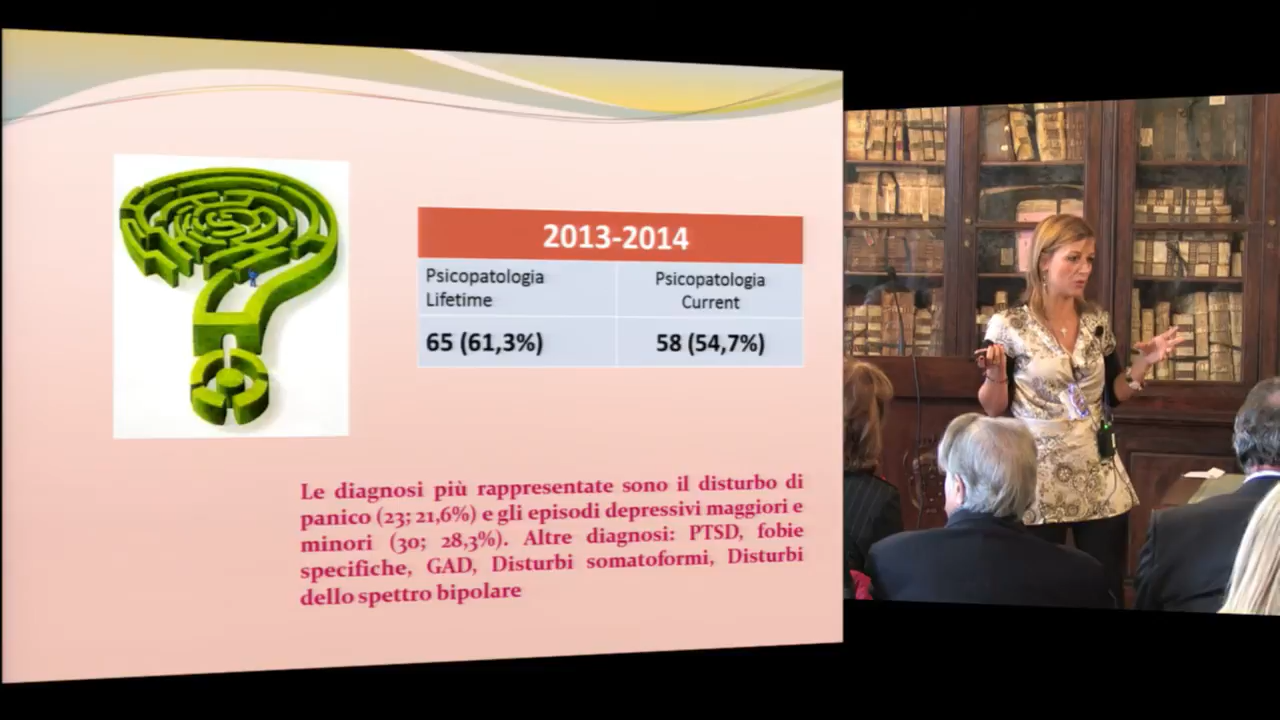 2013-2014
Psicopatologia
Lifetime
Psicopatologia
Current
65 (61,3%)
58 (54,7%)
Le diagnosi più rappresentate sono il disturbo di
panico (23; 21,6%) e gli episodi depressivi maggiori e
minori (30; 28,3%). Altre diagnosi: PTSD, fobie
specifiche, GAD, Disturbi somatoformi, Disturbi
dello spettro bipolare